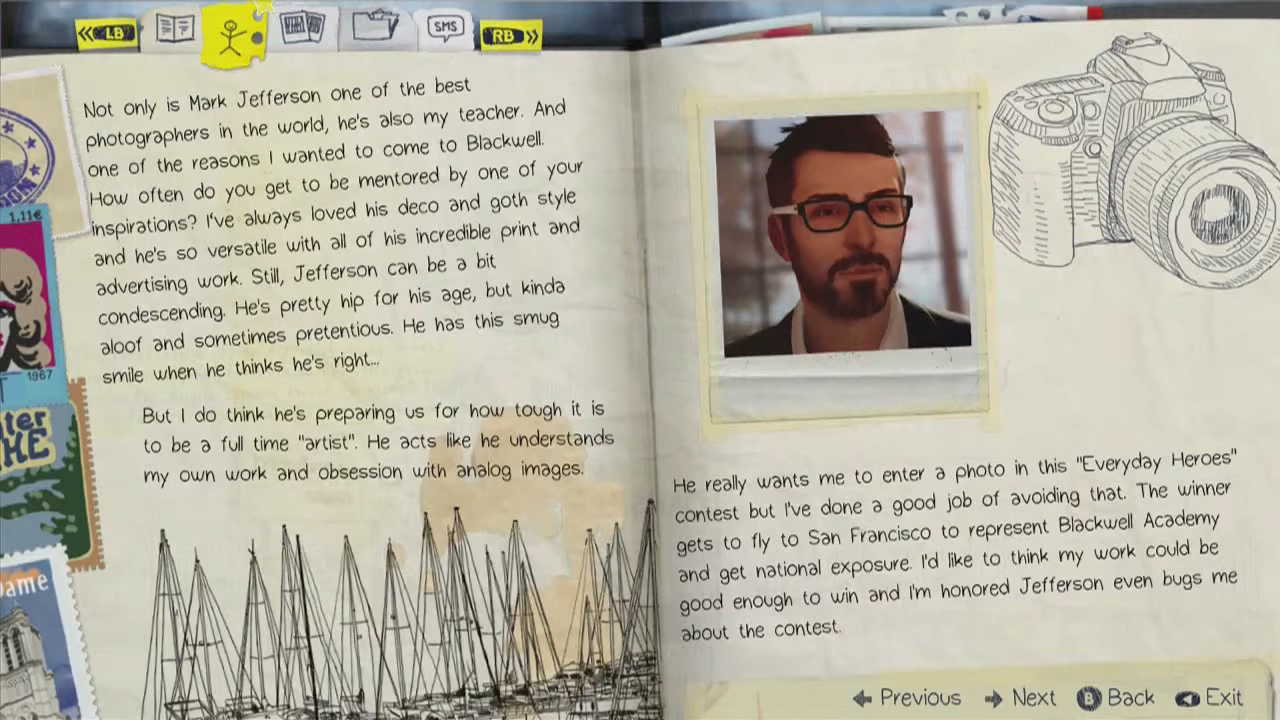 LB
SMS
RB
Not only is Mark Jefferson one of the best
photographers in the world, he's also my teacher. And
one of the reasons I wanted to come to Blackwell.
How often do you get to be mentored by one of your
inspirations? I've always loved his deco and goth style
and he's so versatile with all of his incredible print and
advertising work. Still, Jefferson can be a bit
condescending. He's pretty hip for his age, but kinda
aloof and sometimes pretentious. He has this smug
smile when he thinks he's right...
But I do think he's preparing us for how tough it is
to be a full time "artist". He acts like he understands
my own work and obsession with analog images.
1,11€
1967
He really wants me to enter a photo in this "Everyday Heroes"
contest but I've done a good job of avoiding that. The winner
gets to fly to San Francisco to represent Blackwell Academy
and get national exposure. I'd like to think my work could be
good enough to win and I'm honored Jefferson even bugs me
about the contest.
Previous
Next
B Back
Exit